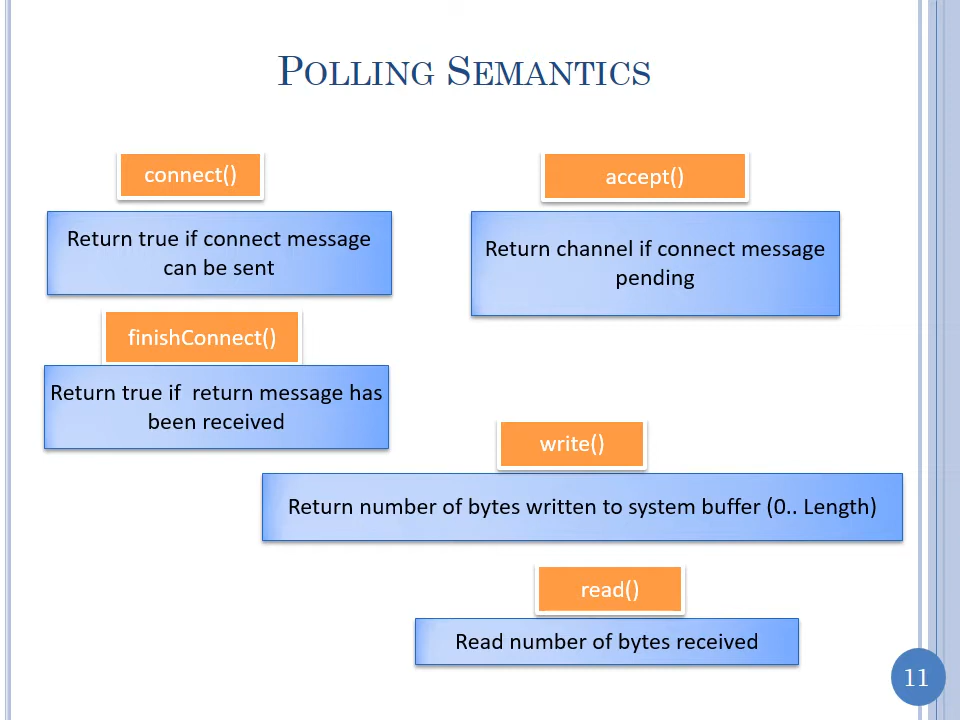 POLLING SEMANTICS
connect()
Return true if connect message
can be sent
accept()
Return channel if connect message
pending
finishConnect()
Return true if  return message has
been received
write()
Return number of bytes written to system buffer (0.. Length)
read()
Read number of bytes received
11